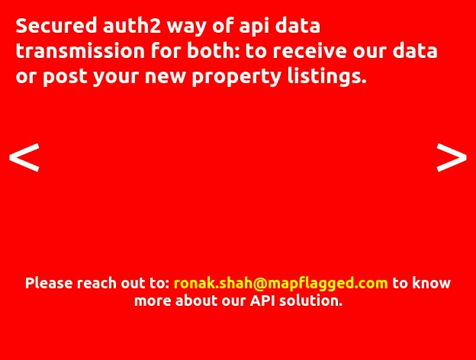 Secured auth2 way of api data
transmission for both: to receive our data
or post your new property listings.
< >
Please reach out to: ronak.shah@mapflagged.com to know
more about our API solution.